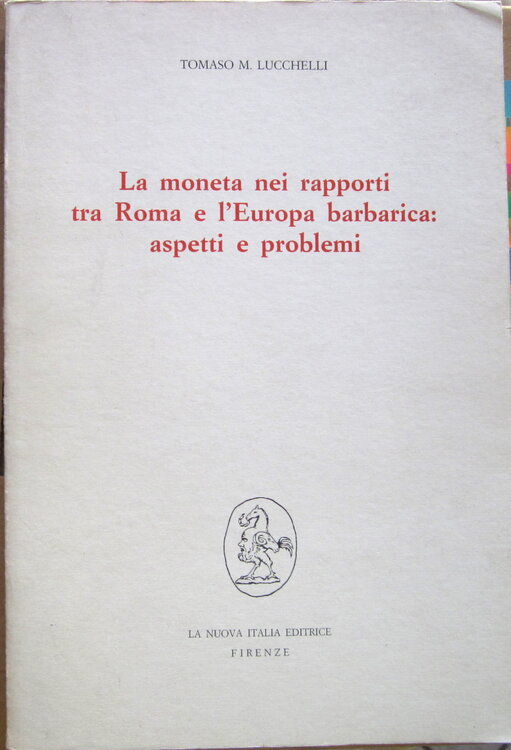 TOMASO M. LUCCHELLI
La moneta nei rapporti
tra Roma e l'Europa barbarica:
aspetti e problemi
LA NUOVA ITALIA EDITRICE
FIRENZE